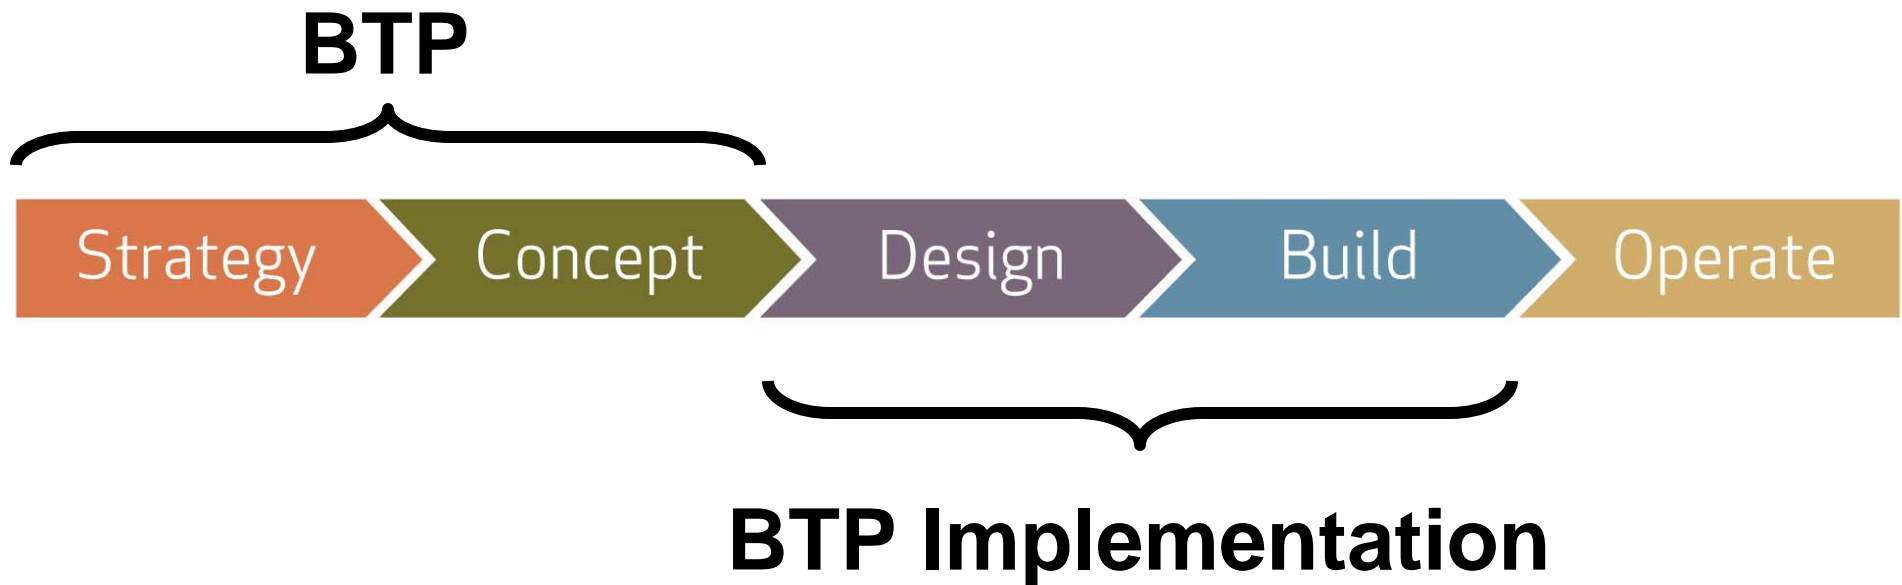 BTP
Strategy Concept Design Build Operate
BTP Implementation